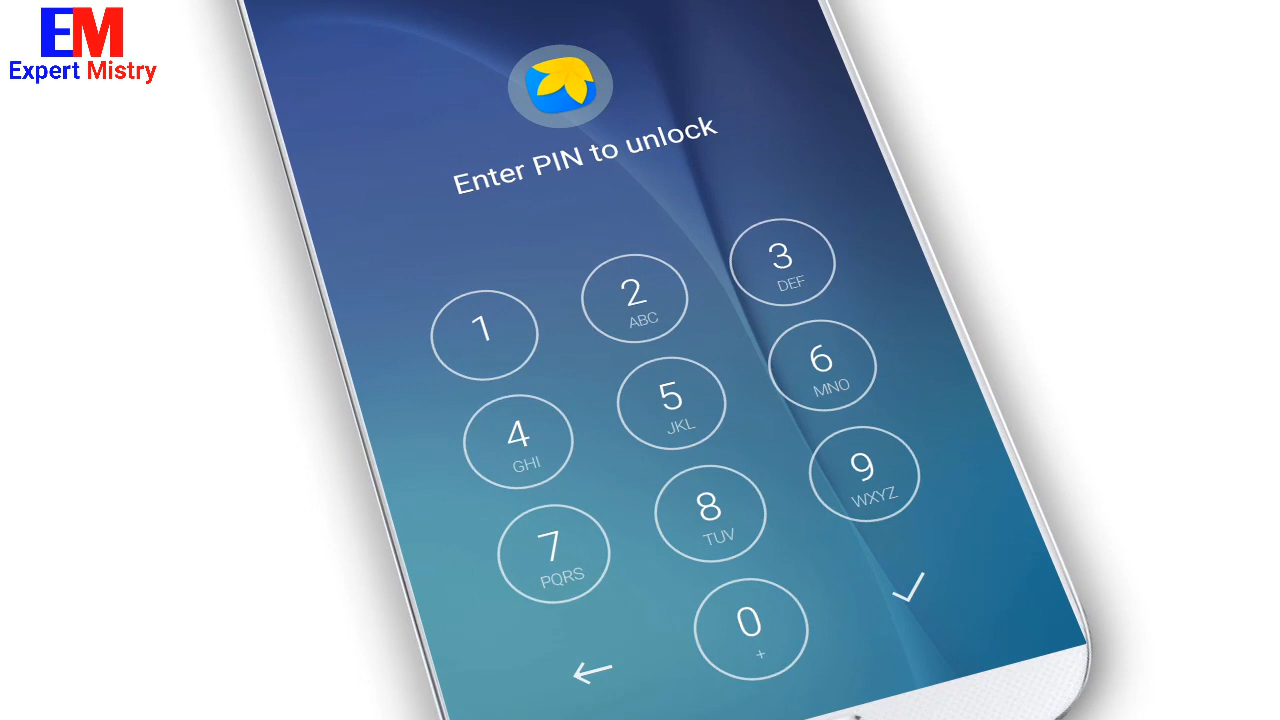 EM
Expert Mistry
Enter PIN to unlock
1
2
ABC
3
DEF
4
GHI
5
JKL
6
MNO
7
PQRS
8
TUV
9
WXYZ
0
+